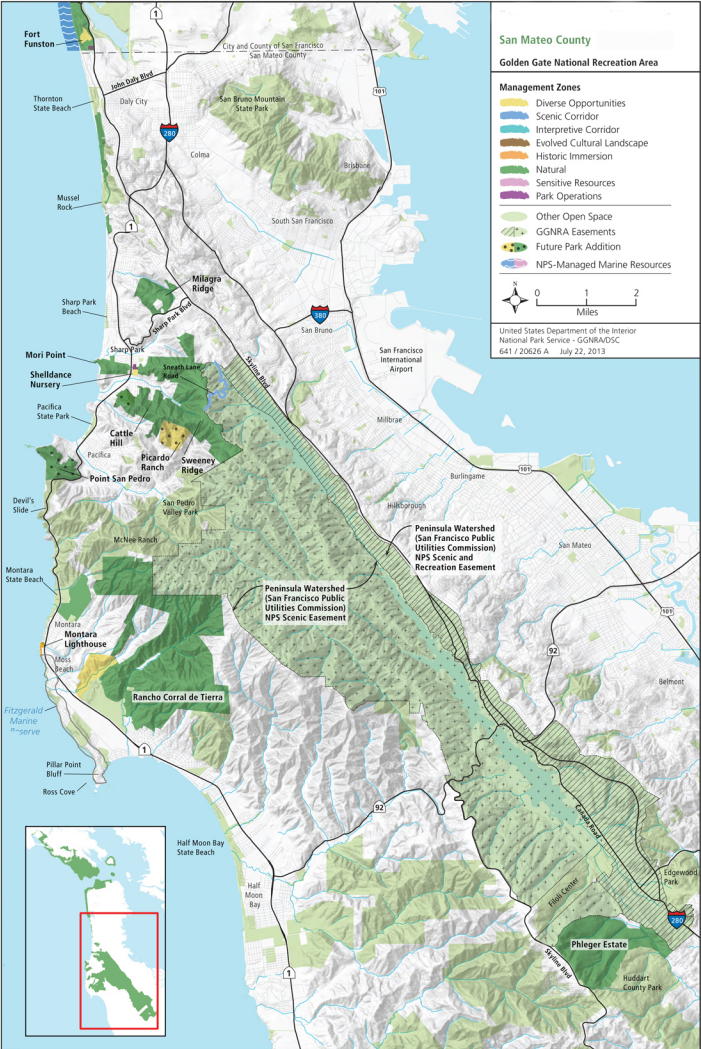 San Mateo County
Golden Gate National Recreation Area
Management Zones
Diverse Opportunities
Scenic Corridor
Interpretive Corridor
Evolved Cultural Landscape
Historic Immersion
Natural
Sensitive Resources
Park Operations
Other Open Space
GGNRA Easements
Future Park Addition
NPS-Managed Marine Resources
N
0 1 2
Miles
United States Department of the Interior
National Park Service - GGNRA/DSC
641 / 20626 A July 22, 2013
1
Fort
Funston
City and County of San Francisco
San Mateo County
John Daly Blvd
101
Thornton
State Beach
Daly City
San Bruno Mountain
State Park
280
Colma
Brisbane
Mussel
Rock
1
South San Francisco
Milagra
Ridge
Sharp Park
Beach
Sharp Park Blvd
380
San Bruno
Sharp Park
Mori Point
Sneath Lane
Road
Skyline Blvd
San Francisco
International
Airport
Shelldance
Nursery
Pacifica
State Park
Cattle
Hill
Millbrae
Pacifica
Picardo
Ranch
Sweeney
Ridge
Point San Pedro
101
Burlingame
Devil's
Slide
San Pedro
Valley Park
Hillsborough
McNee Ranch
Peninsula Watershed
(San Francisco Public
Utilities Commission)
NPS Scenic and
Recreation Easement
San Mateo
Montara
State Beach
Peninsula Watershed
(San Francisco Public
Utilities Commission)
NPS Scenic Easement
101
Montara
Montara
Lighthouse
92
Moss
Beach
Belmont
Rancho Corral de Tierra
Fitzgerald
Marine
1
Pillar Point
Bluff
Ross Cove
92
Cañada Road
Half Moon Bay
State Beach
Edgewood
Park
Half
Moon
Bay
Filoli Center
280
Phleger Estate
Skyline Blvd
1
Huddart
County Park